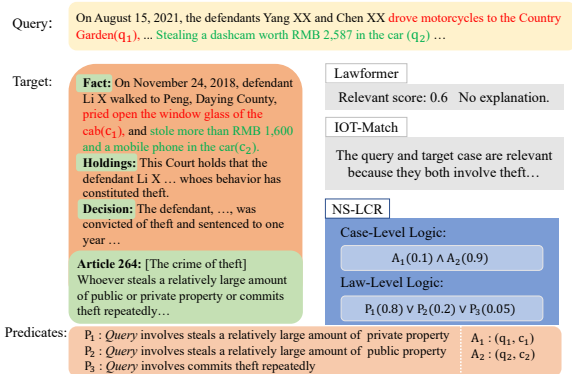 Query:
On August 15, 2021, the defendants Yang XX and Chen XX drove motorcycles to the Country
Garden(q₁), ... Stealing a dashcam worth RMB 2,587 in the car (q₂) ...
Target:
Fact: On November 24, 2018, defendant
Li X walked to Peng, Daying County,
pried open the window glass of the
cab(c₁), and stole more than RMB 1,600
and a mobile phone in the car(c₂).
Holdings: This Court holds that the
defendant Li X ... whoes behavior has
constituted theft.
Decision: The defendant, ..., was
convicted of theft and sentenced to one
year ...
Article 264: [The crime of theft]
Whoever steals a relatively large amount
of public or private property or commits
theft repeatedly...
Lawformer
Relevant score: 0.6 No explanation.
IOT-Match
The query and target case are relevant
because they both involve theft...
NS-LCR
Case-Level Logic:
A₁(0.1) ∧ A₂(0.9)
Law-Level Logic:
P₁(0.8) ∨ P₂(0.2) ∨ P₃(0.05)
Predicates:
P₁ : Query involves steals a relatively large amount of private property
P₂ : Query involves steals a relatively large amount of public property
P₃ : Query involves commits theft repeatedly
A₁ : (q₁, c₁)
A₂ : (q₂, c₂)